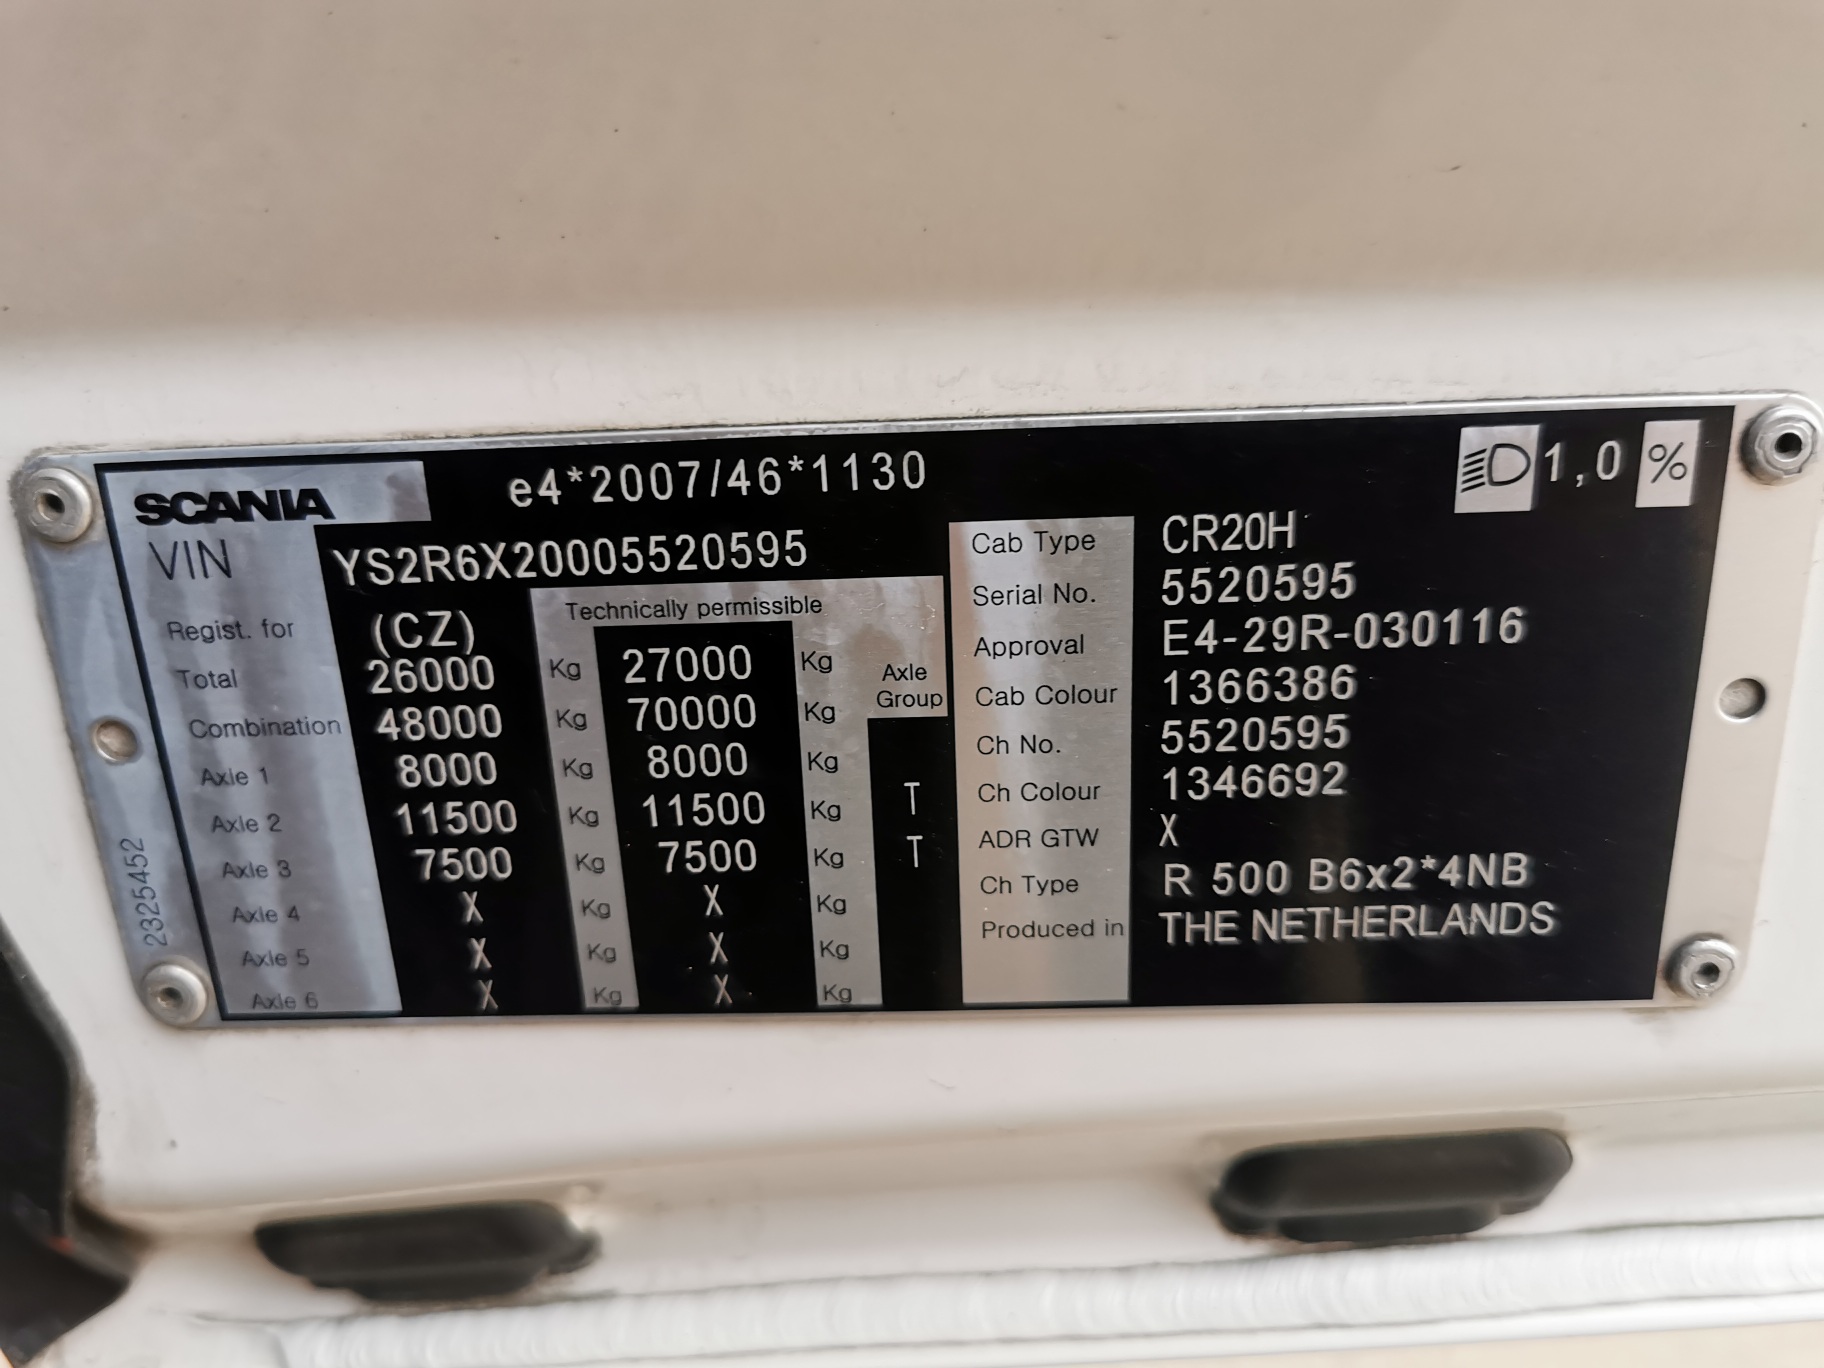 SCANIA e4*2007/46*1130 1,0 %
VIN YS2R6X20005520595
Regist. for (CZ) Technically permissible
Total 26000 Kg 27000 Kg Axle Group
Combination 48000 Kg 70000 Kg
Axle 1 8000 Kg 8000 Kg
Axle 2 11500 Kg 11500 Kg T
Axle 3 7500 Kg 7500 Kg T
Axle 4 X Kg X Kg
Axle 5 X Kg X Kg
Axle 6 X Kg X Kg
Cab Type CR20H
Serial No. 5520595
Approval E4-29R-030116
Cab Colour 1366386
Ch No. 5520595
Ch Colour 1346692
ADR GTW X
Ch Type R 500 B6x2*4NB
Produced in THE NETHERLANDS
2325452